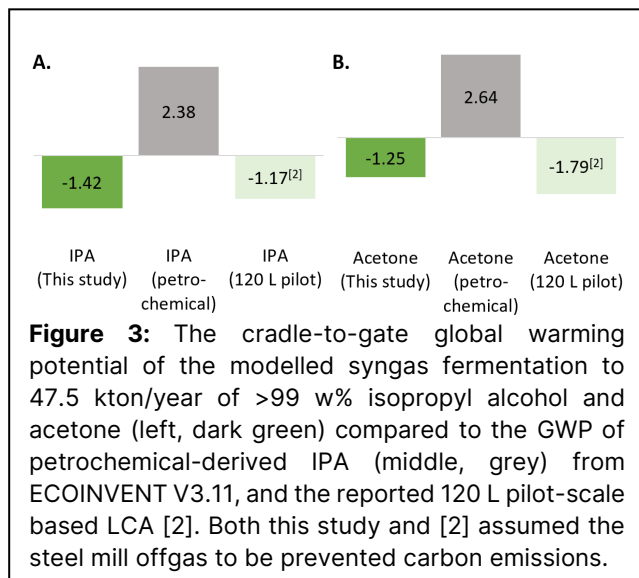 A.
B.
2.38
2.64
-1.42
-1.17[2]
-1.25
-1.79[2]
IPA
(This study)
IPA
(petro-
chemical)
IPA
(120 L pilot)
Acetone
(This study)
Acetone
(petro-
chemical)
Acetone
(120 L pilot)
Figure 3: The cradle-to-gate global warming
potential of the modelled syngas fermentation to
47.5 kton/year of >99 w% isopropyl alcohol and
acetone (left, dark green) compared to the GWP of
petrochemical-derived IPA (middle, grey) from
ECOINVENT V3.11, and the reported 120 L pilot-scale
based LCA [2]. Both this study and [2] assumed the
steel mill offgas to be prevented carbon emissions.